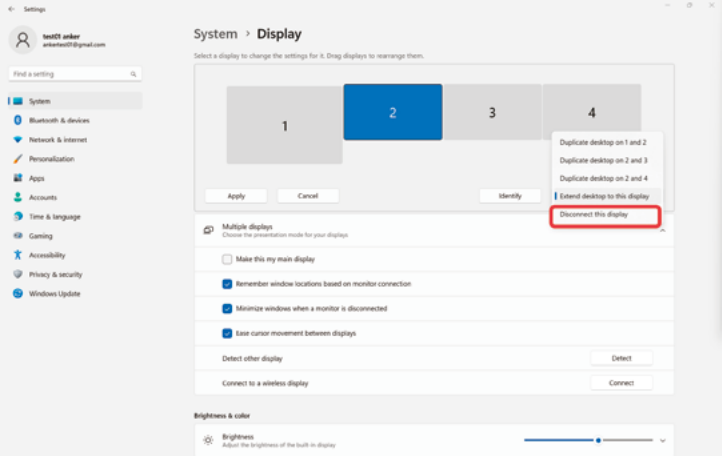 Settings
test01 anker
ankertest01@gmail.com
Find a setting
System
Bluetooth & devices
Network & internet
Personalization
Apps
Accounts
Time & language
Gaming
Accessibility
Privacy & security
Windows Update
System > Display
Select a display to change the settings for it. Drag displays to rearrange them.
1
2
3
4
Duplicate desktop on 1 and 2
Duplicate desktop on 2 and 3
Duplicate desktop on 2 and 4
Extend desktop to this display
Disconnect this display
Apply
Cancel
Identify
Multiple displays
Choose the presentation mode for your displays
Make this my main display
Remember window locations based on monitor connection
Minimize windows when a monitor is disconnected
Ease cursor movement between displays
Detect other display
Detect
Connect to a wireless display
Connect
Brightness & color
Brightness
Adjust the brightness of the built-in display